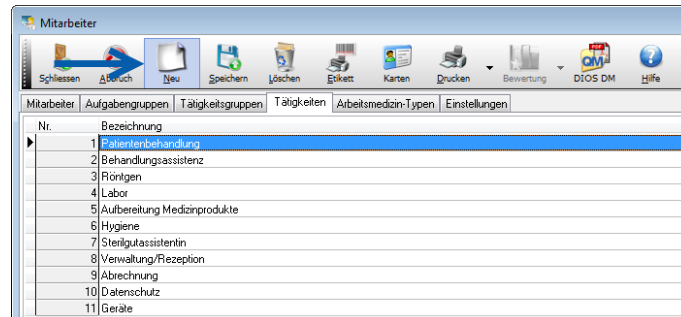 Mitarbeiter
Schliessen Abbruch Neu Speichern Löschen Etikett Karten Drucken Bewertung PDF QM DIOS DM Hilfe
Mitarbeiter Aufgabengruppen Tätigkeitsgruppen Tätigkeiten Arbeitsmedizin-Typen Einstellungen
Nr. Bezeichnung
1 Patientenbehandlung
2 Behandlungsassistenz
3 Röntgen
4 Labor
5 Aufbereitung Medizinprodukte
6 Hygiene
7 Sterilgutassistentin
8 Verwaltung/Rezeption
9 Abrechnung
10 Datenschutz
11 Geräte